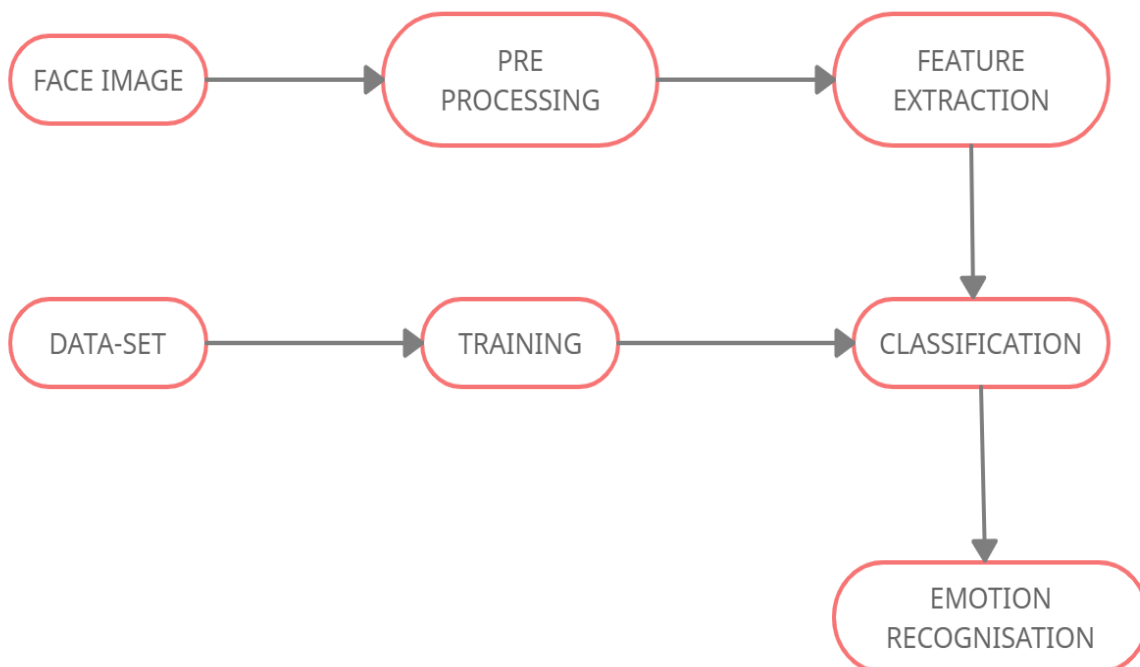 FACE IMAGE
PRE
PROCESSING
FEATURE
EXTRACTION
DATA-SET
TRAINING
CLASSIFICATION
EMOTION
RECOGNISATION